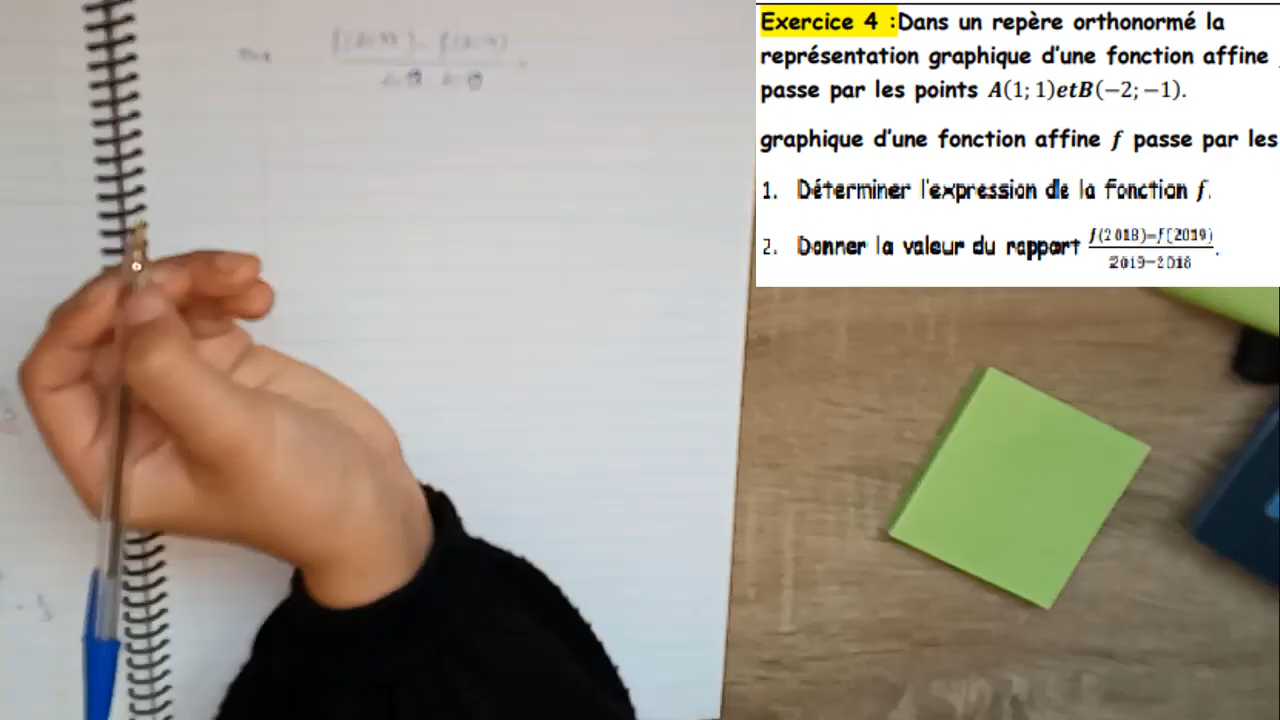 Exercice 4 :Dans un repère orthonormé la
représentation graphique d'une fonction affine
passe par les points A(1; 1)etB(−2; −1).
graphique d'une fonction affine f passe par les
1. Déterminer l'expression de la fonction f.
2. Donner la valeur du rapport f(2018)−f(2019)
2019−2018 .